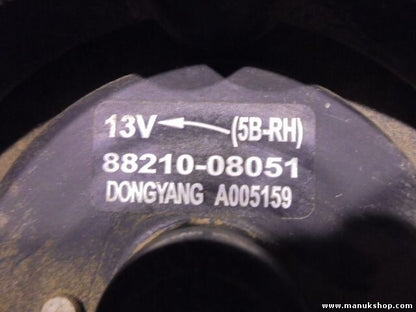 13V (5B-RH)
88210-08051
DONGYANG A005159
www.manukshop.com